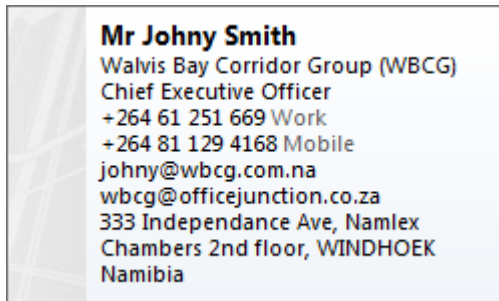 Mr Johny Smith
Walvis Bay Corridor Group (WBCG)
Chief Executive Officer
+264 61 251 669 Work
+264 81 129 4168 Mobile
johny@wbcg.com.na
wbcg@officejunction.co.za
333 Independance Ave, Namlex
Chambers 2nd floor, WINDHOEK
Namibia